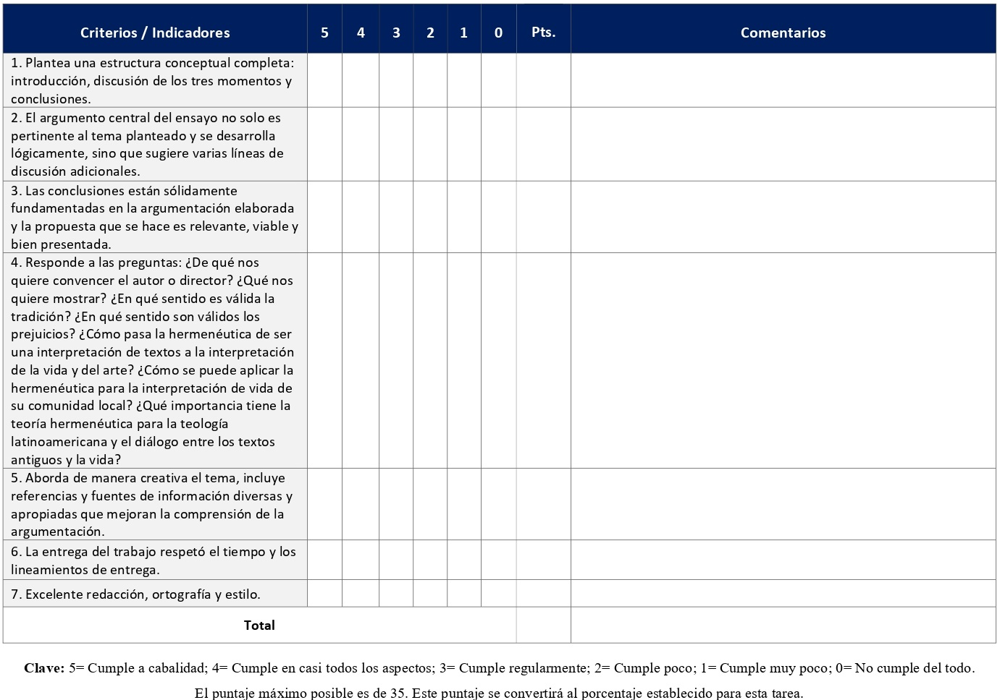 Criterios / Indicadores 5 4 3 2 1 0 Pts. Comentarios
1. Plantea una estructura conceptual completa:
introducción, discusión de los tres momentos y
conclusiones.
2. El argumento central del ensayo no solo es
pertinente al tema planteado y se desarrolla
lógicamente, sino que sugiere varias líneas de
discusión adicionales.
3. Las conclusiones están sólidamente
fundamentadas en la argumentación elaborada
y la propuesta que se hace es relevante, viable y
bien presentada.
4. Responde a las preguntas: ¿De qué nos
quiere convencer el autor o director? ¿Qué nos
quiere mostrar? ¿En qué sentido es válida la
tradición? ¿En qué sentido son válidos los
prejuicios? ¿Cómo pasa la hermenéutica de ser
una interpretación de textos a la interpretación
de la vida y del arte? ¿Cómo se puede aplicar la
hermenéutica para la interpretación de vida de
su comunidad local? ¿Qué importancia tiene la
teoría hermenéutica para la teología
latinoamericana y el diálogo entre los textos
antiguos y la vida?
5. Aborda de manera creativa el tema, incluye
referencias y fuentes de información diversas y
apropiadas que mejoran la comprensión de la
argumentación.
6. La entrega del trabajo respetó el tiempo y los
lineamientos de entrega.
7. Excelente redacción, ortografía y estilo.
Total
Clave: 5= Cumple a cabalidad; 4= Cumple en casi todos los aspectos; 3= Cumple regularmente; 2= Cumple poco; 1= Cumple muy poco; 0= No cumple del todo.
El puntaje máximo posible es de 35. Este puntaje se convertirá al porcentaje establecido para esta tarea.